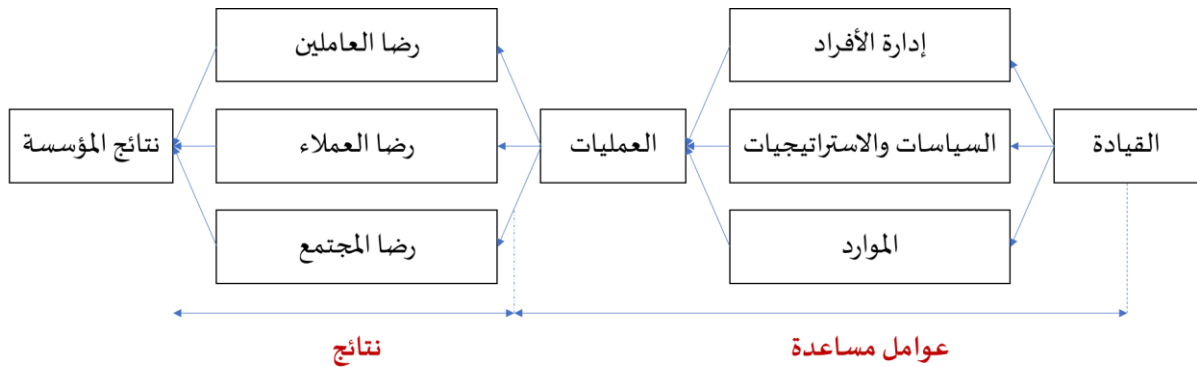 القيادة
إدارة الأفراد
السياسات والاستراتيجيات
الموارد
العمليات
رضا العاملين
رضا العملاء
رضا المجتمع
نتائج المؤسسة
عوامل مساعدة
نتائج